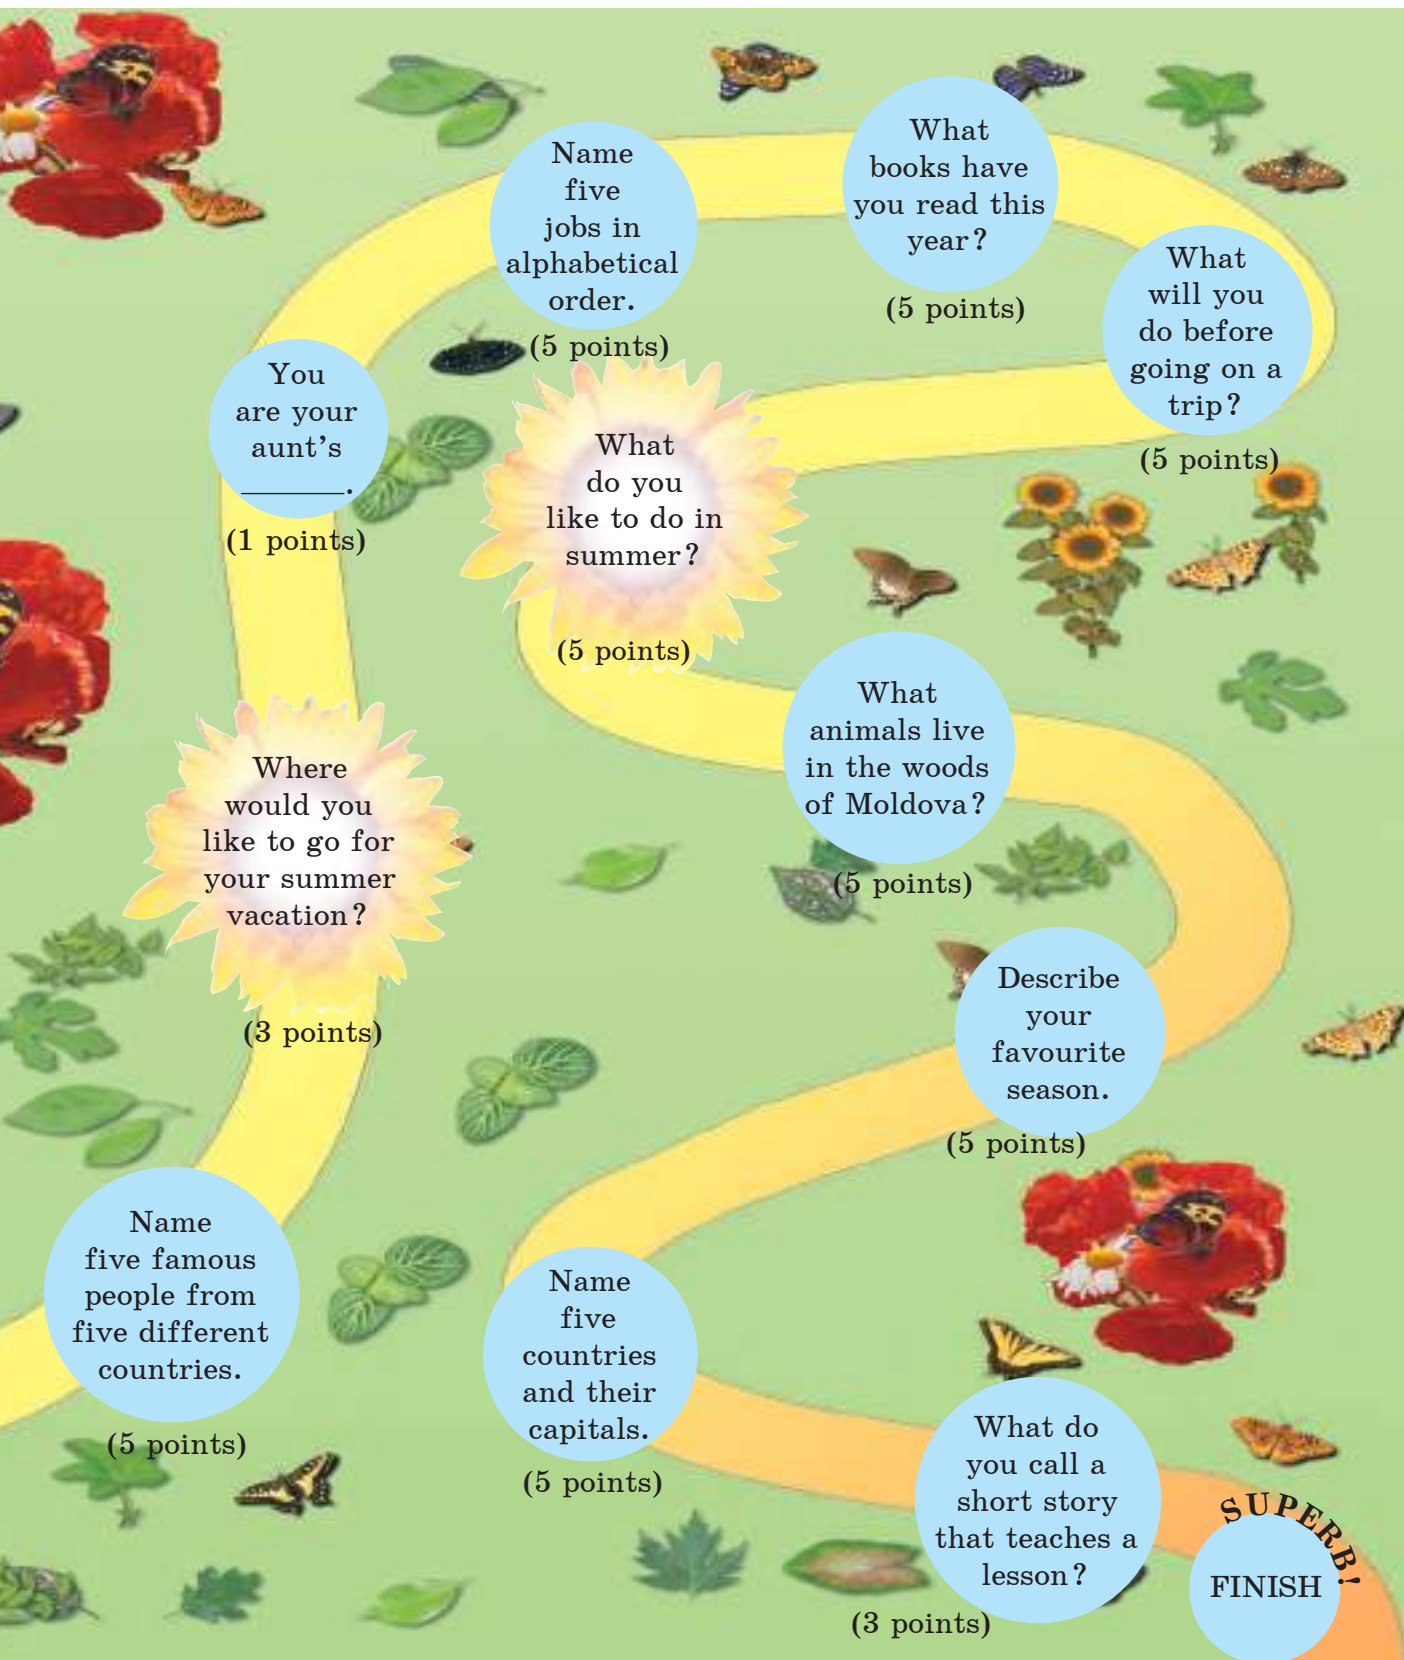 Name
five famous
people from
five different
countries.
(5 points)
Where
would you
like to go for
your summer
vacation?
(3 points)
You
are your
aunt's
______.
(1 points)
Name
five
jobs in
alphabetical
order.
(5 points)
What
books have
you read this
year?
(5 points)
What
will you
do before
going on a
trip?
(5 points)
What
do you
like to do in
summer?
(5 points)
What
animals live
in the woods
of Moldova?
(5 points)
Describe
your
favourite
season.
(5 points)
Name
five
countries
and their
capitals.
(5 points)
What do
you call a
short story
that teaches a
lesson?
(3 points)
SUPERB!
FINISH